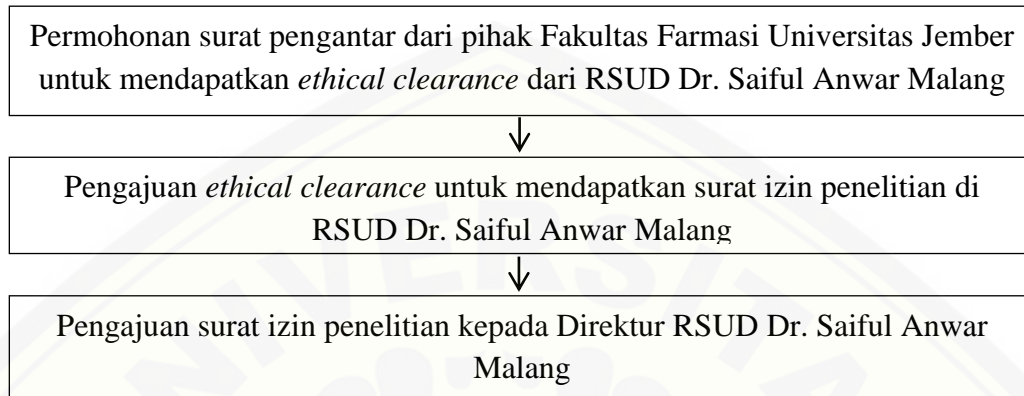 Permohonan surat pengantar dari pihak Fakultas Farmasi Universitas Jember
untuk mendapatkan ethical clearance dari RSUD Dr. Saiful Anwar Malang
Pengajuan ethical clearance untuk mendapatkan surat izin penelitian di
RSUD Dr. Saiful Anwar Malang
Pengajuan surat izin penelitian kepada Direktur RSUD Dr. Saiful Anwar
Malang